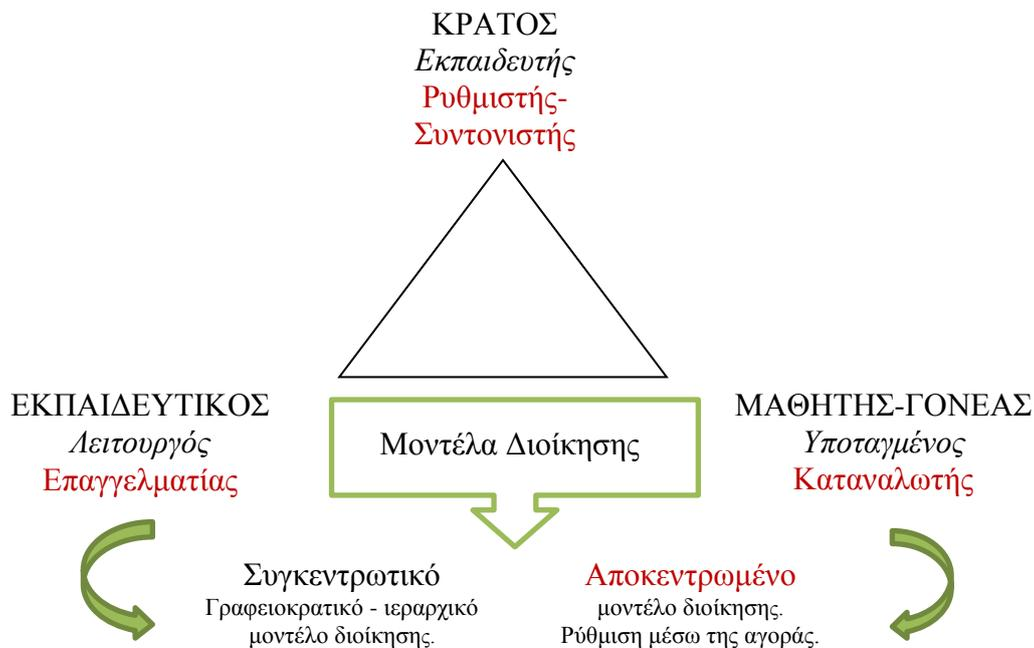 ΚΡΑΤΟΣ
Εκπαιδευτής
Ρυθμιστής-
Συντονιστής
ΕΚΠΑΙΔΕΥΤΙΚΟΣ
Λειτουργός
Επαγγελματίας
Μοντέλα Διοίκησης
ΜΑΘΗΤΗΣ-ΓΟΝΕΑΣ
Υποταγμένος
Καταναλωτής
Συγκεντρωτικό
Γραφειοκρατικό - ιεραρχικό
μοντέλο διοίκησης.
Αποκεντρωμένο
μοντέλο διοίκησης.
Ρύθμιση μέσω της αγοράς.